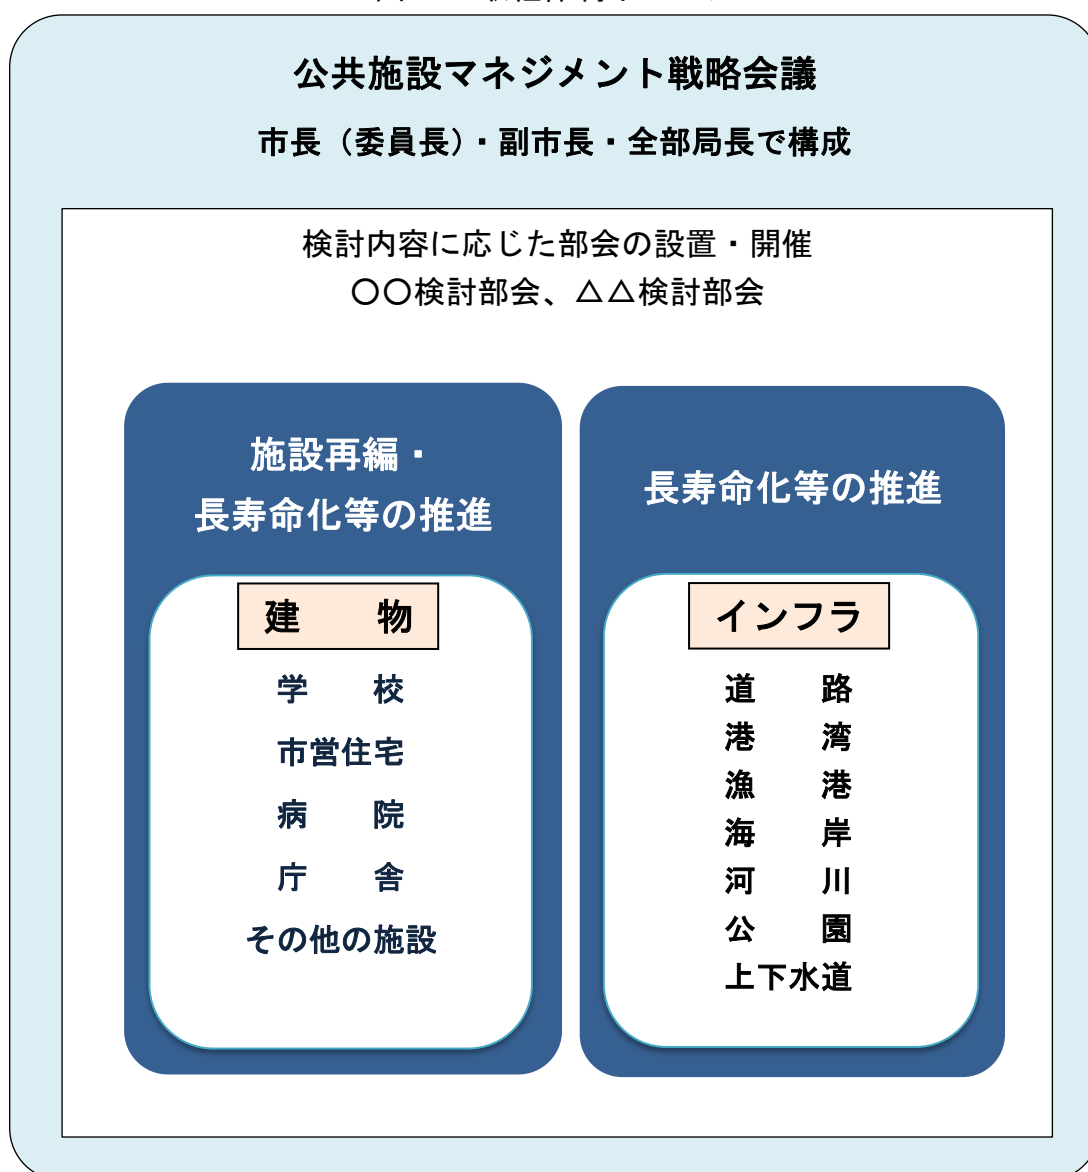 公共施設マネジメント戦略会議
市長（委員長）・副市長・全部局長で構成
検討内容に応じた部会の設置・開催
〇〇検討部会、△△検討部会
施設再編・
長寿命化等の推進
建　　物
学　　校
市営住宅
病　　院
庁　　舎
その他の施設
長寿命化等の推進
インフラ
道　　路
港　　湾
漁　　港
海　　岸
河　　川
公　　園
上下水道